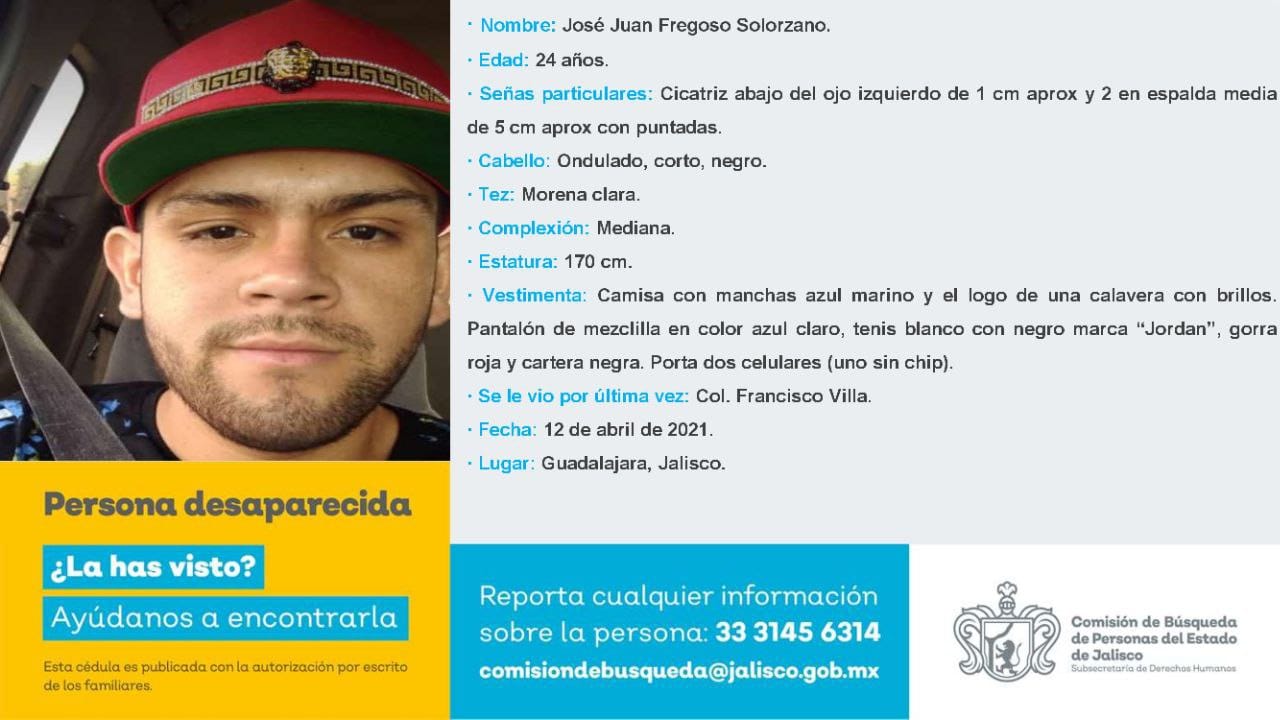 · Nombre: José Juan Fregoso Solorzano.
· Edad: 24 años.
· Señas particulares: Cicatriz abajo del ojo izquierdo de 1 cm aprox y 2 en espalda media
de 5 cm aprox con puntadas.
· Cabello: Ondulado, corto, negro.
· Tez: Morena clara.
· Complexión: Mediana.
· Estatura: 170 cm.
· Vestimenta: Camisa con manchas azul marino y el logo de una calavera con brillos.
Pantalón de mezclilla en color azul claro, tenis blanco con negro marca “Jordan”, gorra
roja y cartera negra. Porta dos celulares (uno sin chip).
· Se le vio por última vez: Col. Francisco Villa.
· Fecha: 12 de abril de 2021.
· Lugar: Guadalajara, Jalisco.
Persona desaparecida
¿La has visto?
Ayúdanos a encontrarla
Esta cédula es publicada con la autorización por escrito
de los familiares.
Reporta cualquier información
sobre la persona: 33 3145 6314
comisiondebusqueda@jalisco.gob.mx
Comisión de Búsqueda
de Personas del Estado
de Jalisco
Subsecretaría de Derechos Humanos